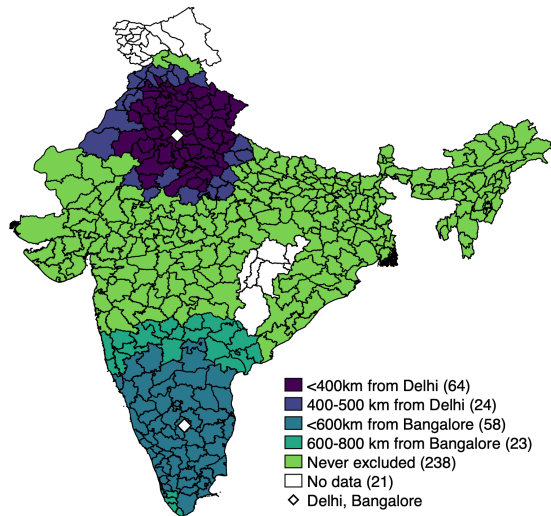 <400km from Delhi (64)
400-500 km from Delhi (24)
<600km from Bangalore (58)
600-800 km from Bangalore (23)
Never excluded (238)
No data (21)
Delhi, Bangalore